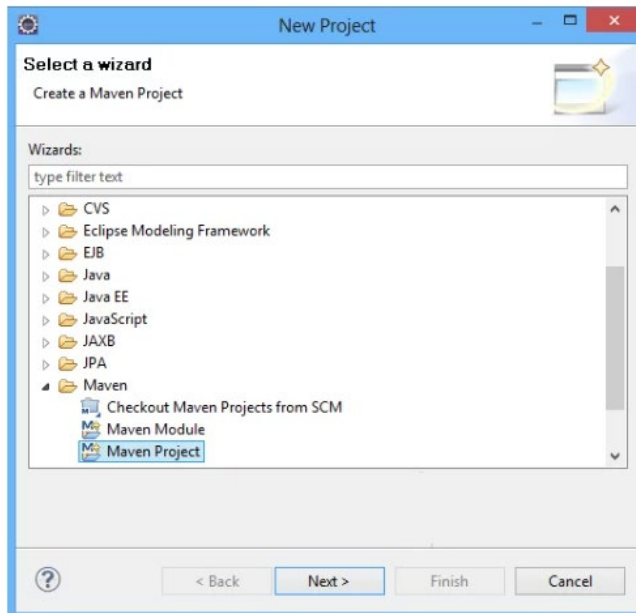 New Project
Select a wizard
Create a Maven Project
Wizards:
type filter text
CVS
Eclipse Modeling Framework
EJB
Java
Java EE
JavaScript
JAXB
JPA
Maven
Checkout Maven Projects from SCM
Maven Module
Maven Project
? < Back Next > Finish Cancel